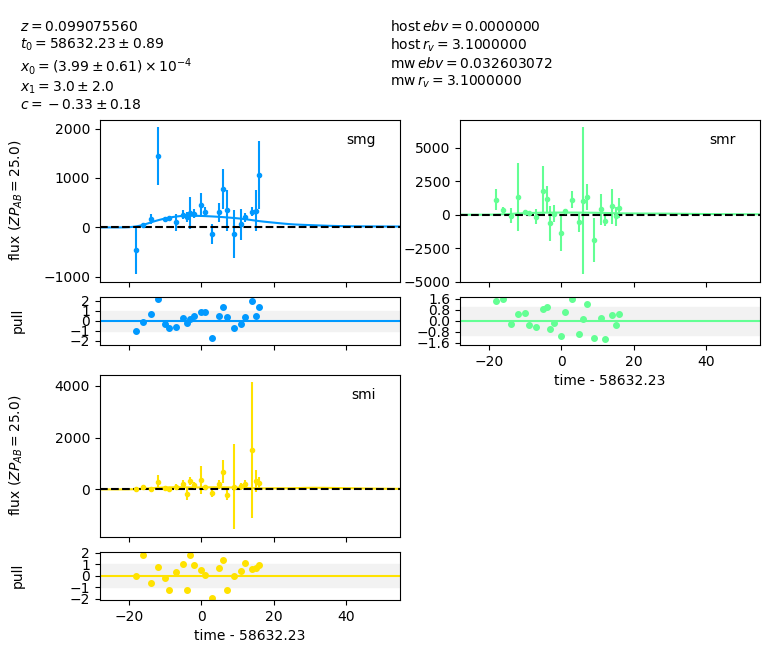 z = 0.099075560
t₀ = 58632.23 ± 0.89
x₀ = (3.99 ± 0.61) × 10⁻⁴
x₁ = 3.0 ± 2.0
c = −0.33 ± 0.18
host ebv = 0.0000000
host r_v = 3.1000000
mw ebv = 0.032603072
mw r_v = 3.1000000
smg
2000
1000
0
−1000
flux (ZP_AB = 25.0)
2
1
0
−1
−2
pull
smr
5000
2500
0
−2500
−5000
1.6
0.8
0.0
−0.8
−1.6
−20 0 20 40
time - 58632.23
smi
4000
2000
0
flux (ZP_AB = 25.0)
2
1
0
−1
−2
pull
−20 0 20 40
time - 58632.23